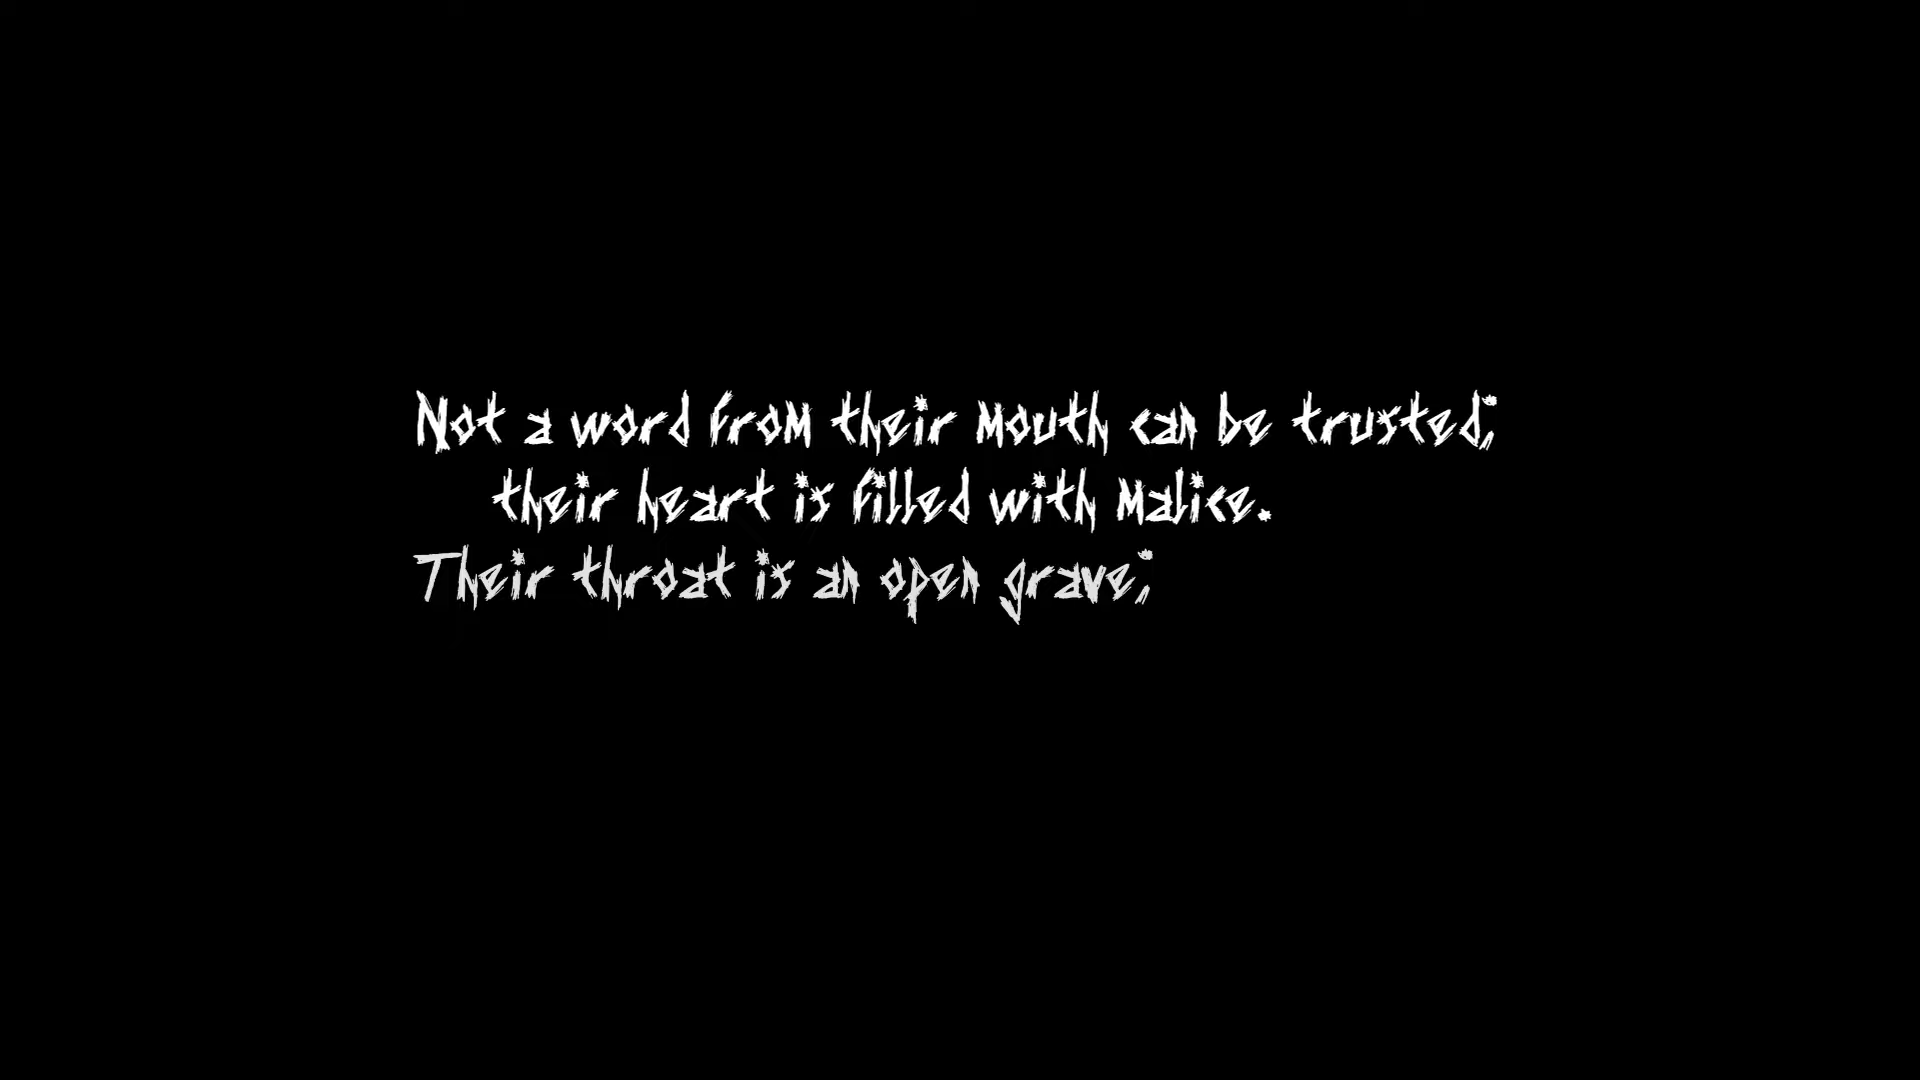 Not a word from their mouth can be trusted;
their heart is filled with malice.
Their throat is an open grave;